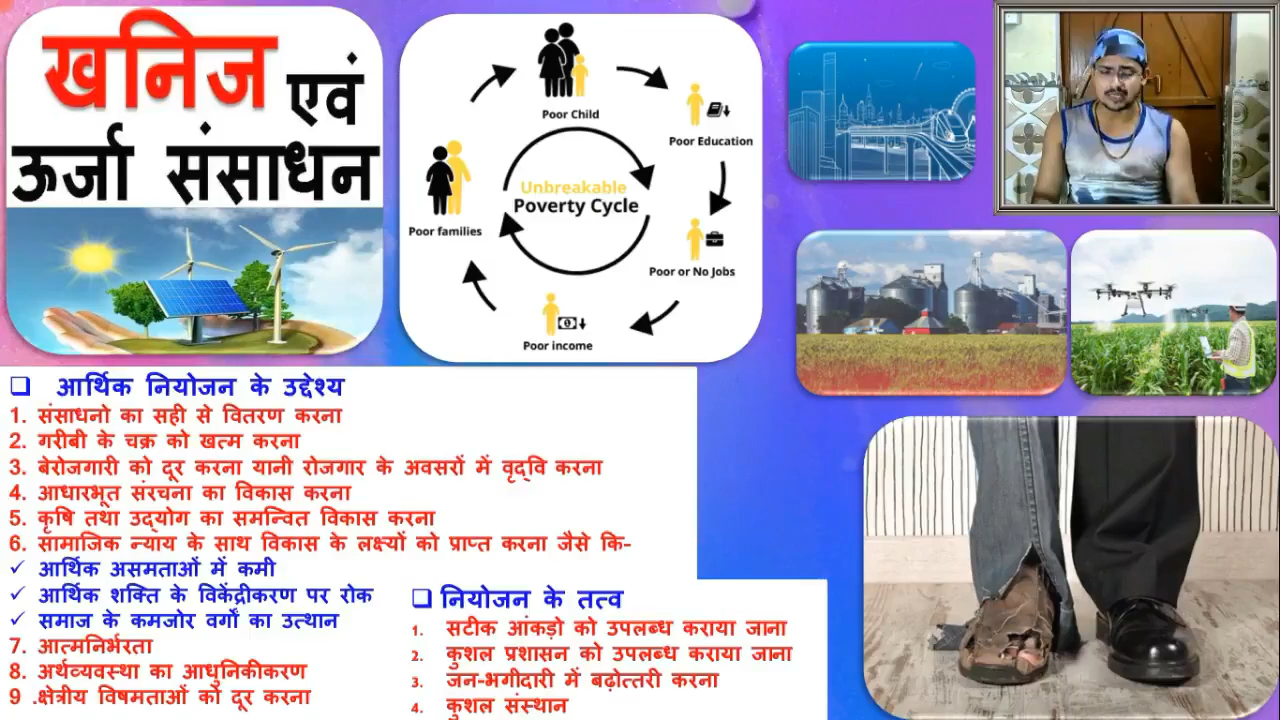 खनिज एवं
ऊर्जा संसाधन
Poor Child
Poor Education
Poor or No Jobs
Poor income
Poor families
Unbreakable
Poverty Cycle
❑ आर्थिक नियोजन के उद्देश्य
1. संसाधनो का सही से वितरण करना
2. गरीबी के चक्र को खत्म करना
3. बेरोजगारी को दूर करना यानी रोजगार के अवसरों में वृद्वि करना
4. आधारभूत संरचना का विकास करना
5. कृषि तथा उद्योग का समन्वित विकास करना
6. सामाजिक न्याय के साथ विकास के लक्ष्यों को प्राप्त करना जैसे कि-
✓ आर्थिक असमताओं में कमी
✓ आर्थिक शक्ति के विकेंद्रीकरण पर रोक
✓ समाज के कमजोर वर्गों का उत्थान
7. आत्मनिर्भरता
8. अर्थव्यवस्था का आधुनिकीकरण
9 .क्षेत्रीय विषमताओं को दूर करना
❑ नियोजन के तत्व
1. सटीक आंकड़ो को उपलब्ध कराया जाना
2. कुशल प्रशासन को उपलब्ध कराया जाना
3. जन-भगीदारी में बढ़ोत्तरी करना
4. कुशल संस्थान